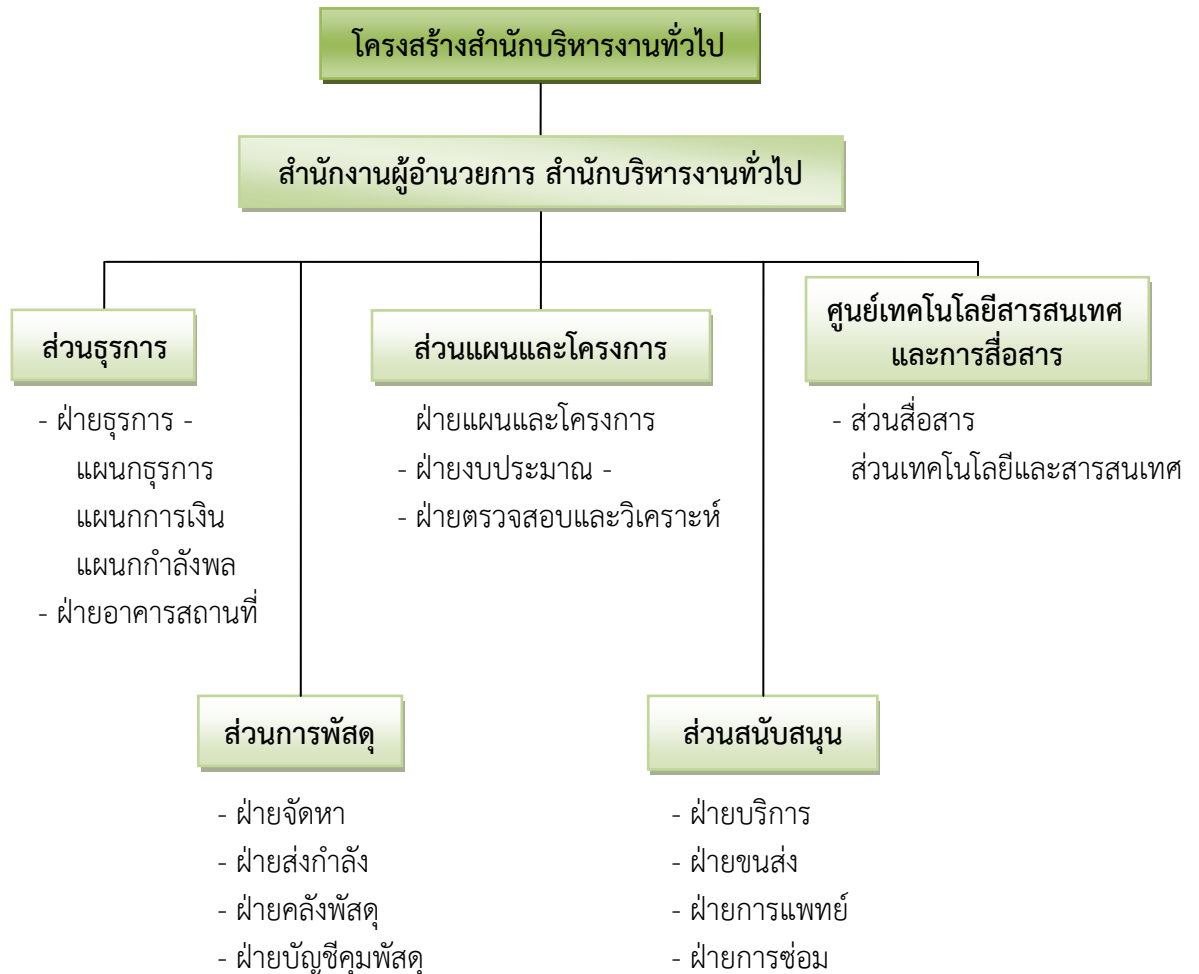 โครงสร้างสำนักบริหารงานทั่วไป
สำนักงานผู้อำนวยการ สำนักบริหารงานทั่วไป
ส่วนธุรการ
- ฝ่ายธุรการ -
แผนกธุรการ
แผนกการเงิน
แผนกกำลังพล
- ฝ่ายอาคารสถานที่
ส่วนแผนและโครงการ
ฝ่ายแผนและโครงการ
- ฝ่ายงบประมาณ -
- ฝ่ายตรวจสอบและวิเคราะห์
ศูนย์เทคโนโลยีสารสนเทศ
และการสื่อสาร
- ส่วนสื่อสาร
ส่วนเทคโนโลยีและสารสนเทศ
ส่วนการพัสดุ
- ฝ่ายจัดหา
- ฝ่ายส่งกำลัง
- ฝ่ายคลังพัสดุ
- ฝ่ายบัญชีคุมพัสดุ
ส่วนสนับสนุน
- ฝ่ายบริการ
- ฝ่ายขนส่ง
- ฝ่ายการแพทย์
- ฝ่ายการซ่อม